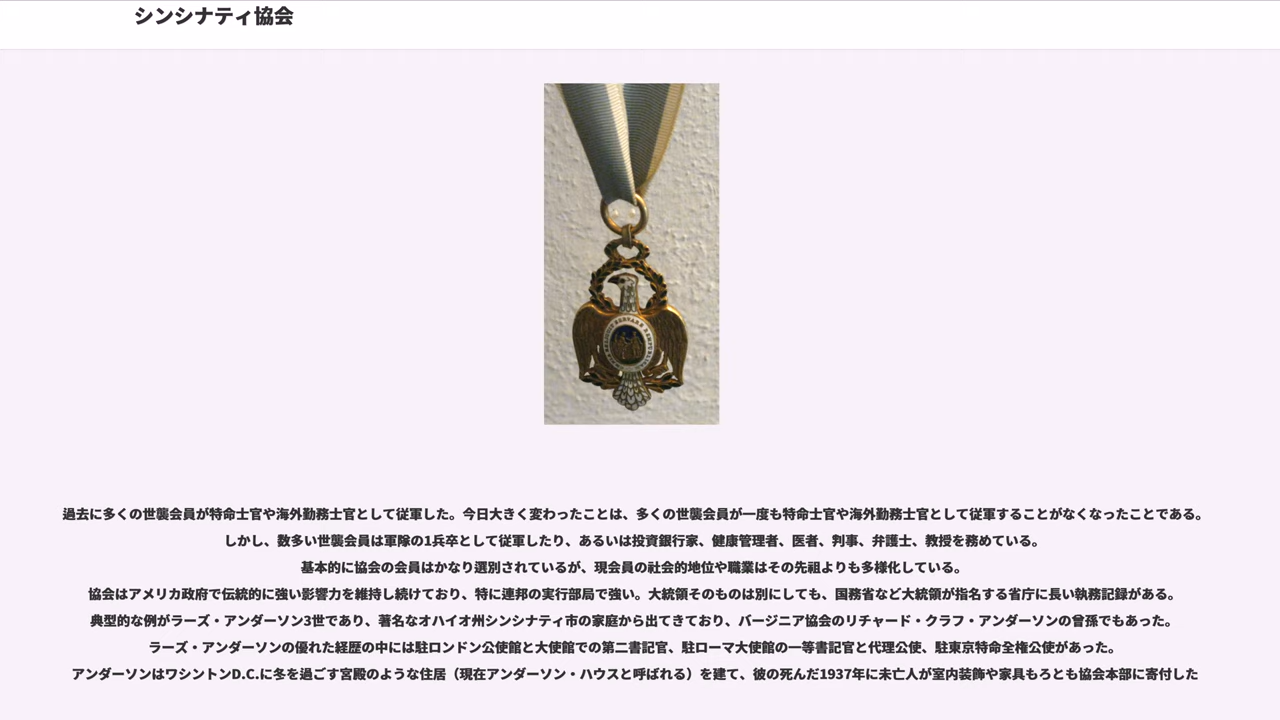 シンシナティ協会
過去に多くの世襲会員が特命士官や海外勤務士官として従軍した。今日大きく変わったことは、多くの世襲会員が一度も特命士官や海外勤務士官として従軍することがなくなったことである。
しかし、数多い世襲会員は軍隊の1兵卒として従軍したり、あるいは投資銀行家、健康管理者、医者、判事、弁護士、教授を務めている。
基本的に協会の会員はかなり選別されているが、現会員の社会的地位や職業はその先祖よりも多様化している。
協会はアメリカ政府で伝統的に強い影響力を維持し続けており、特に連邦の実行部局で強い。大統領そのものは別にしても、国務省など大統領が指名する省庁に長い執務記録がある。
典型的な例がラーズ・アンダーソン3世であり、著名なオハイオ州シンシナティ市の家庭から出てきており、バージニア協会のリチャード・クラフ・アンダーソンの曾孫でもあった。
ラーズ・アンダーソンの優れた経歴の中には駐ロンドン公使館と大使館での第二書記官、駐ローマ大使館の一等書記官と代理公使、駐東京特命全権公使があった。
アンダーソンはワシントンD.C.に冬を過ごす宮殿のような住居（現在アンダーソン・ハウスと呼ばれる）を建て、彼の死んだ1937年に未亡人が室内装飾や家具もろとも協会本部に寄付した